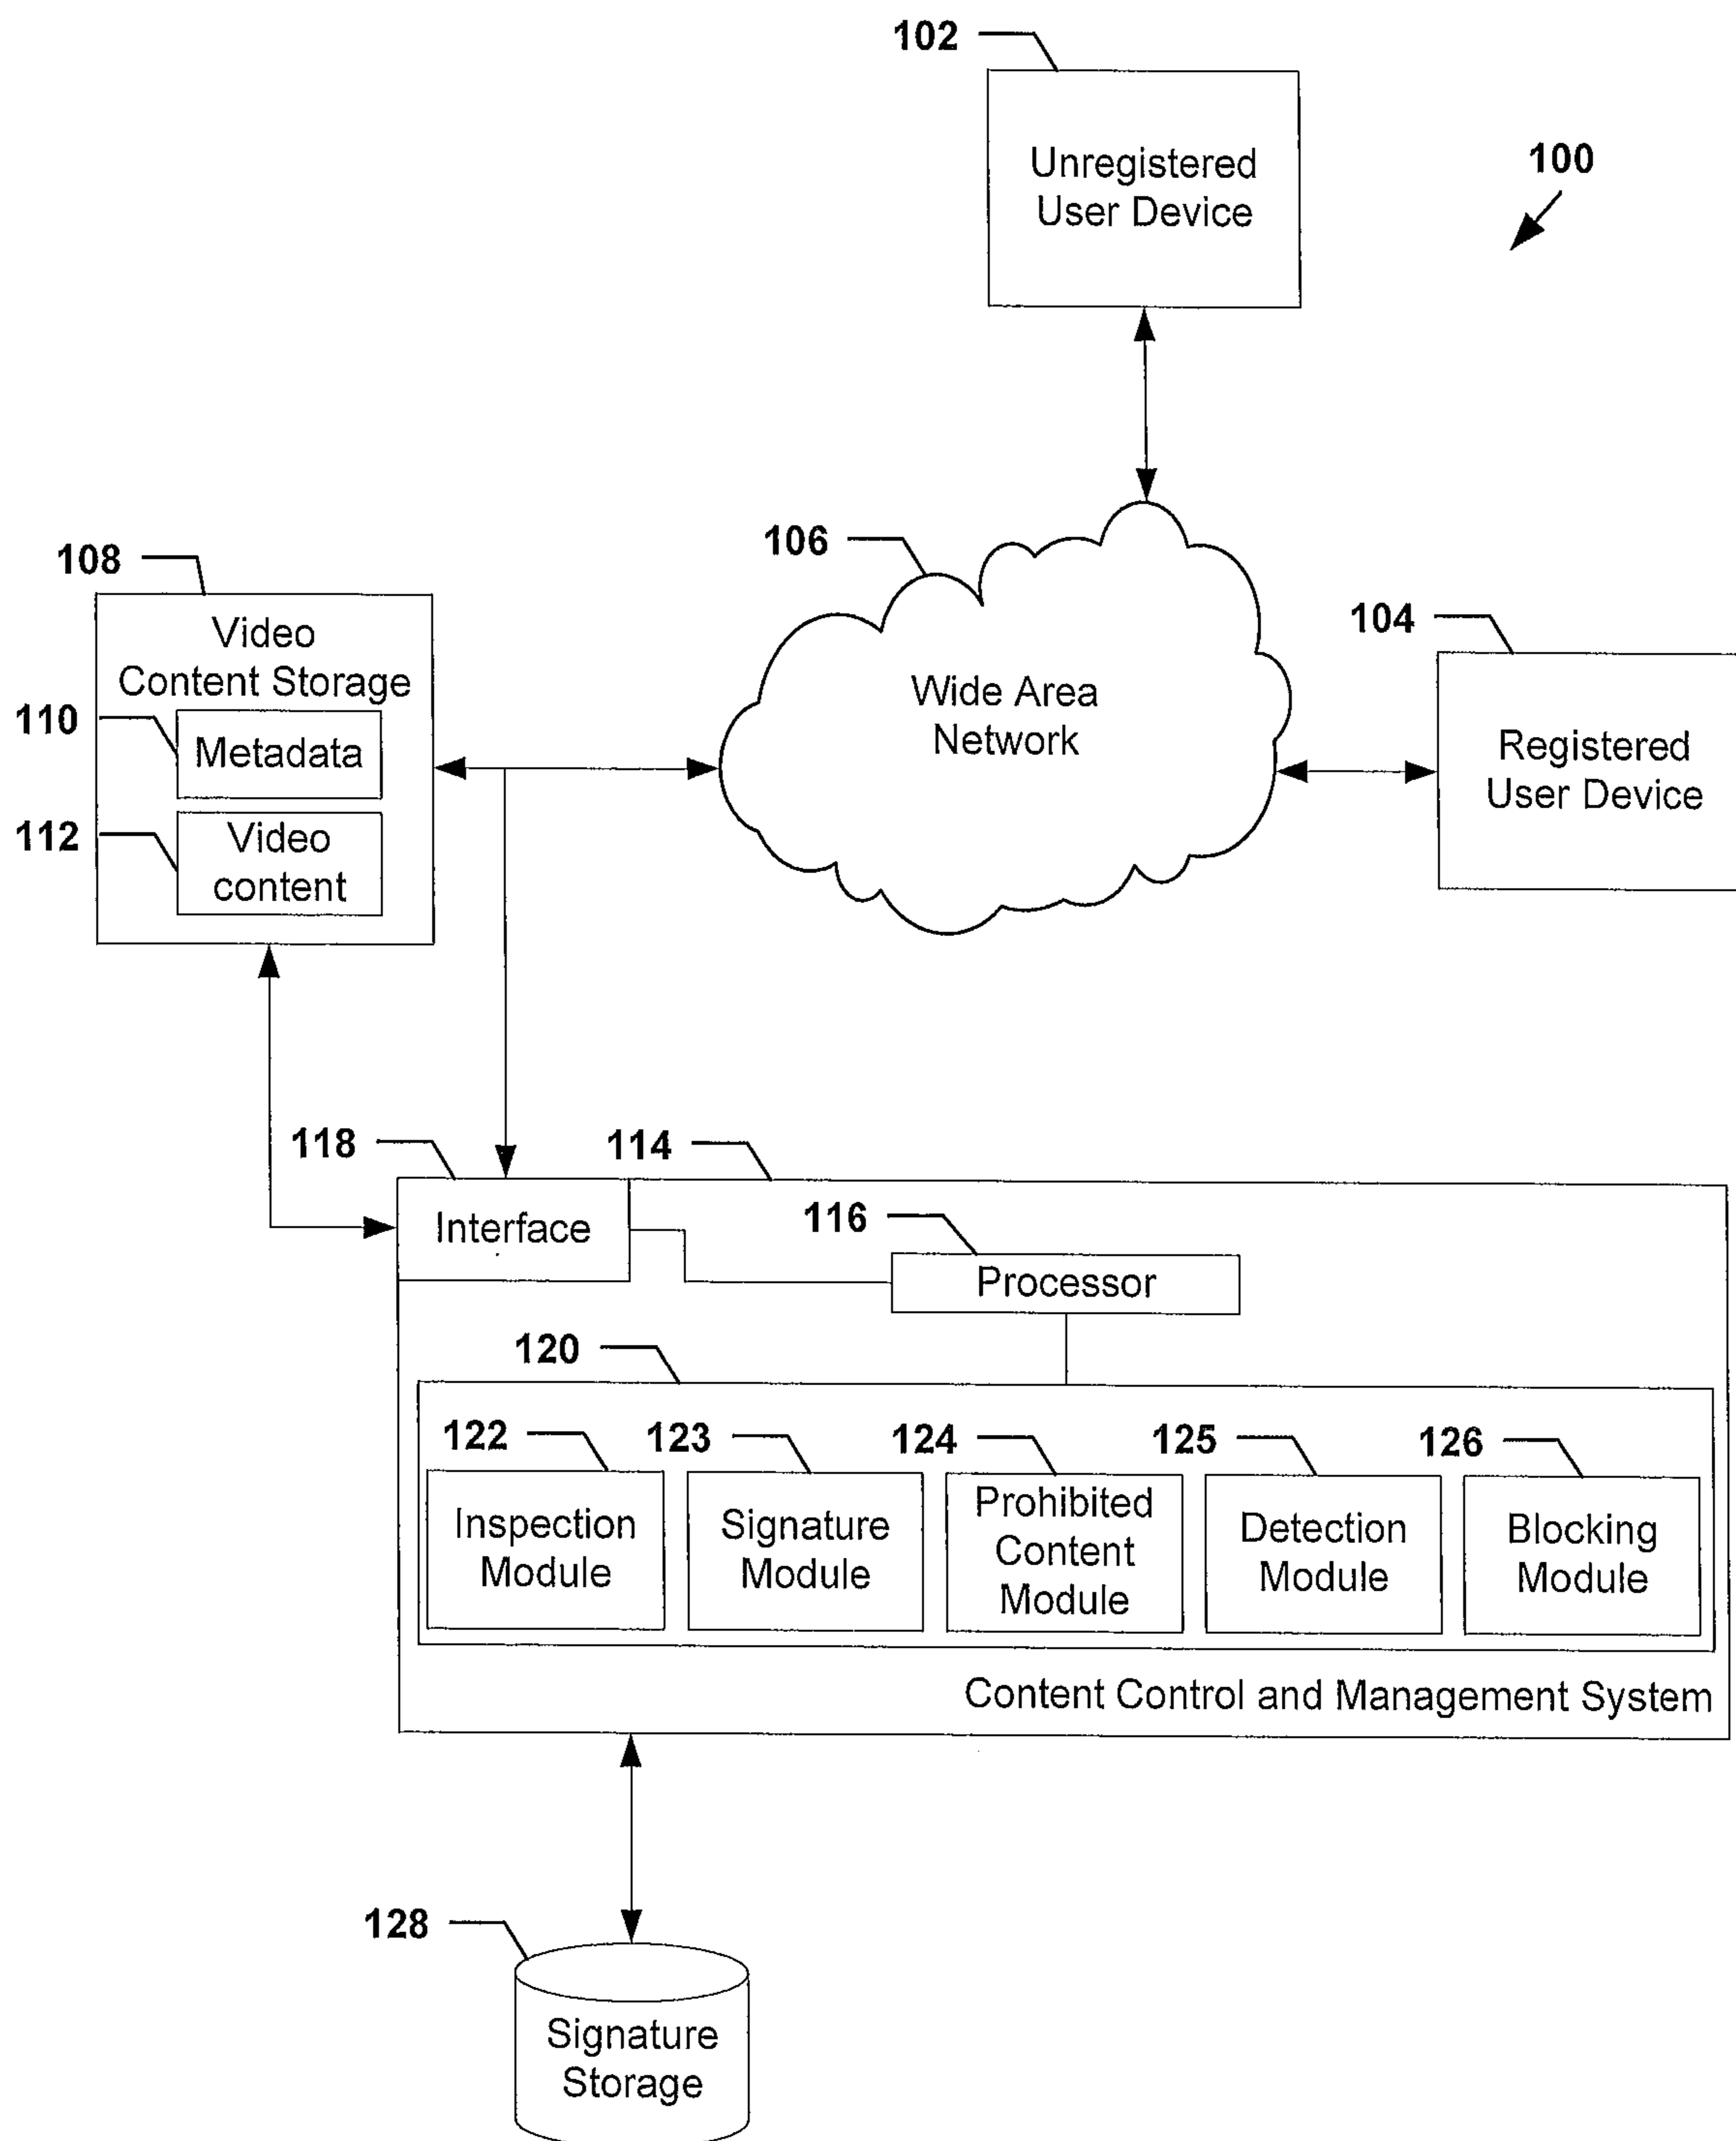 102
Unregistered
User Device
100
106
108
Video
Content Storage
104
Wide Area
Network
110
Metadata
Registered
User Device
112
Video
content
118
114
Interface
116
Processor
120
122
123
124
125
126
Inspection
Module
Signature
Module
Prohibited
Content
Module
Detection
Module
Blocking
Module
Content Control and Management System
128
Signature
Storage